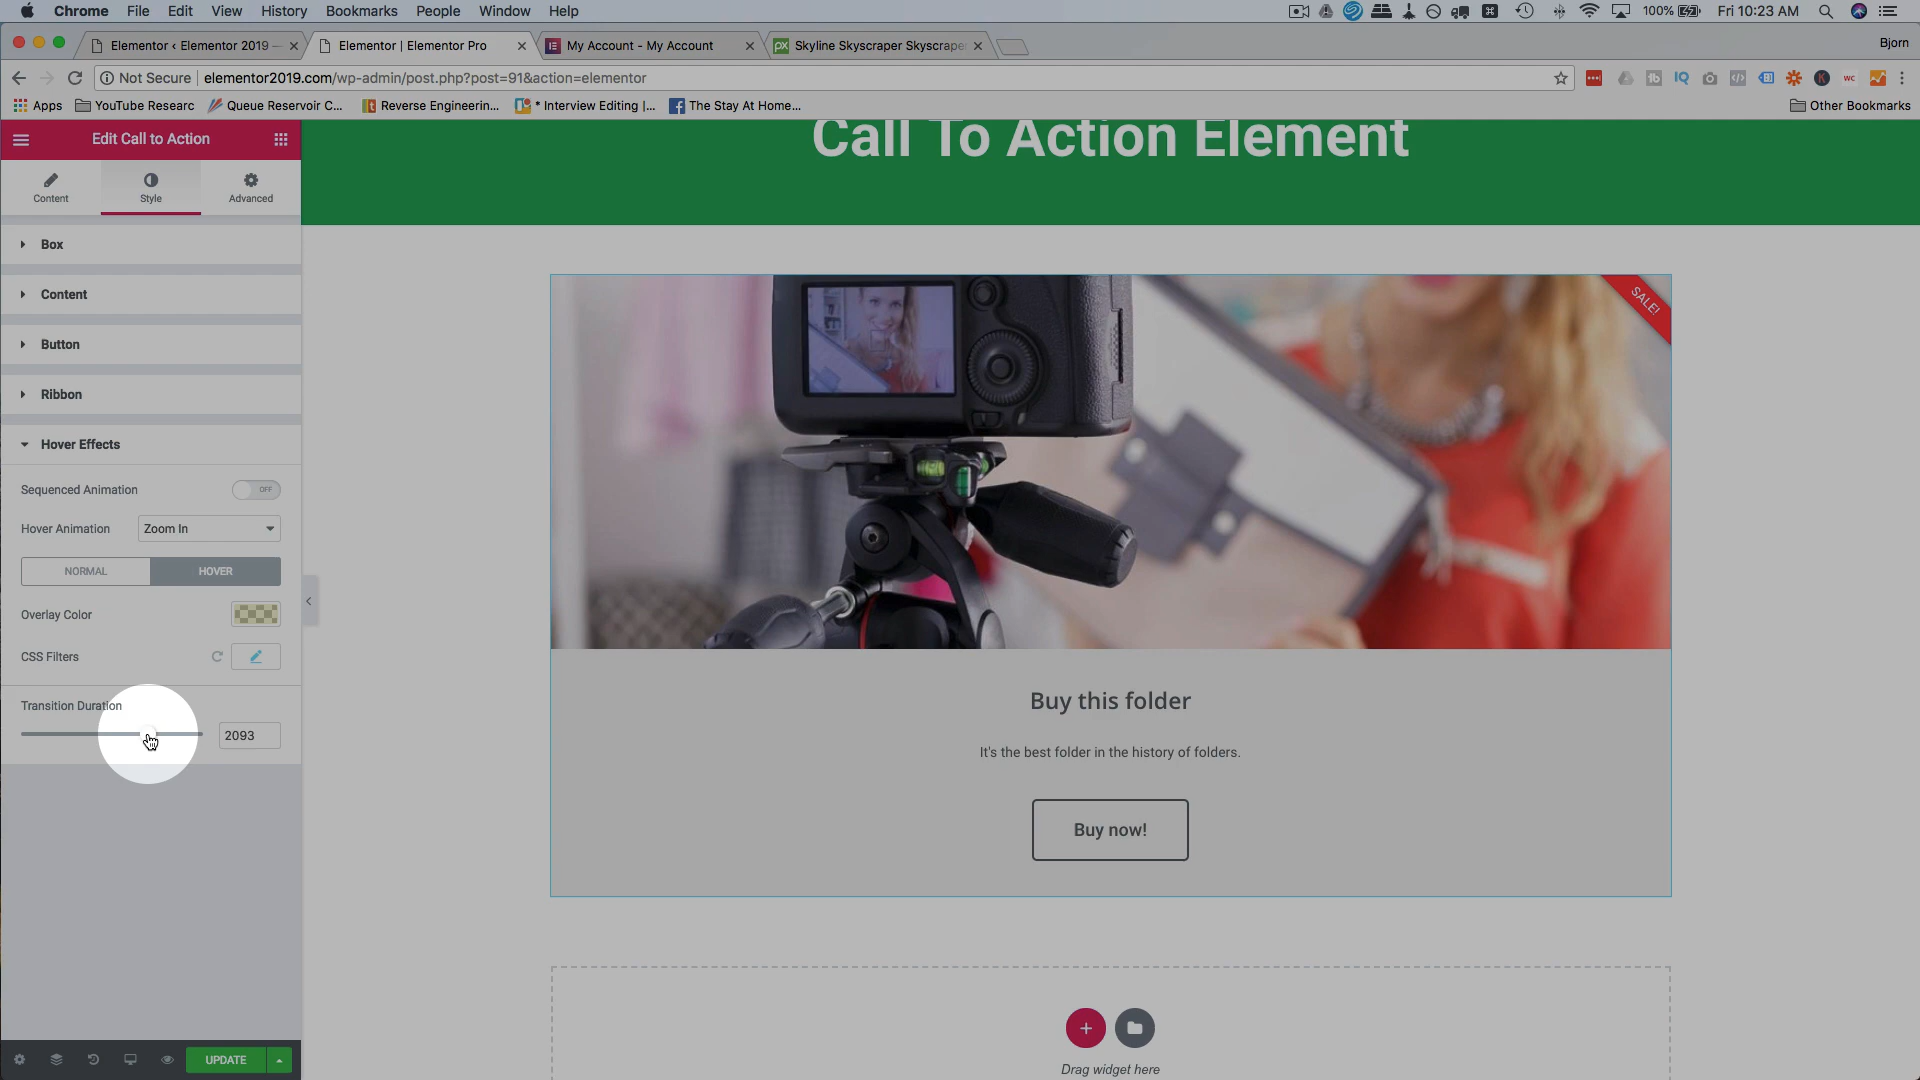 Chrome File Edit View History Bookmarks People Window Help 100% Fri 10:23 AM
Elementor ‹ Elementor 2019 — Elementor | Elementor Pro My Account - My Account Skyline Skyscraper Skyscrape Bjorn
Not Secure elementor2019.com/wp-admin/post.php?post=91&action=elementor
Apps YouTube Researc Queue Reservoir C... Reverse Engineerin... * Interview Editing |... The Stay At Home... Other Bookmarks
Edit Call to Action
Call To Action Element
Content Style Advanced
Box
Content
SALE!
Button
Ribbon
Hover Effects
Sequenced Animation OFF
Hover Animation Zoom In
NORMAL HOVER
Overlay Color
CSS Filters
Transition Duration
2093
Buy this folder
It's the best folder in the history of folders.
Buy now!
UPDATE
Drag widget here